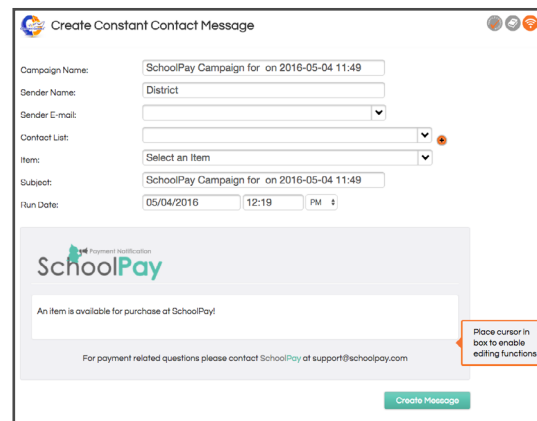 Create Constant Contact Message
Campaign Name: SchoolPay Campaign for on 2016-05-04 11:49
Sender Name: District
Sender E-mail:
Contact List:
Item: Select an Item
Subject: SchoolPay Campaign for on 2016-05-04 11:49
Run Date: 05/04/2016 12:19 PM
Payment Notification
SchoolPay
An item is available for purchase at SchoolPay!
Place cursor in
box to enable
editing functions
For payment related questions please contact SchoolPay at support@schoolpay.com
Create Message